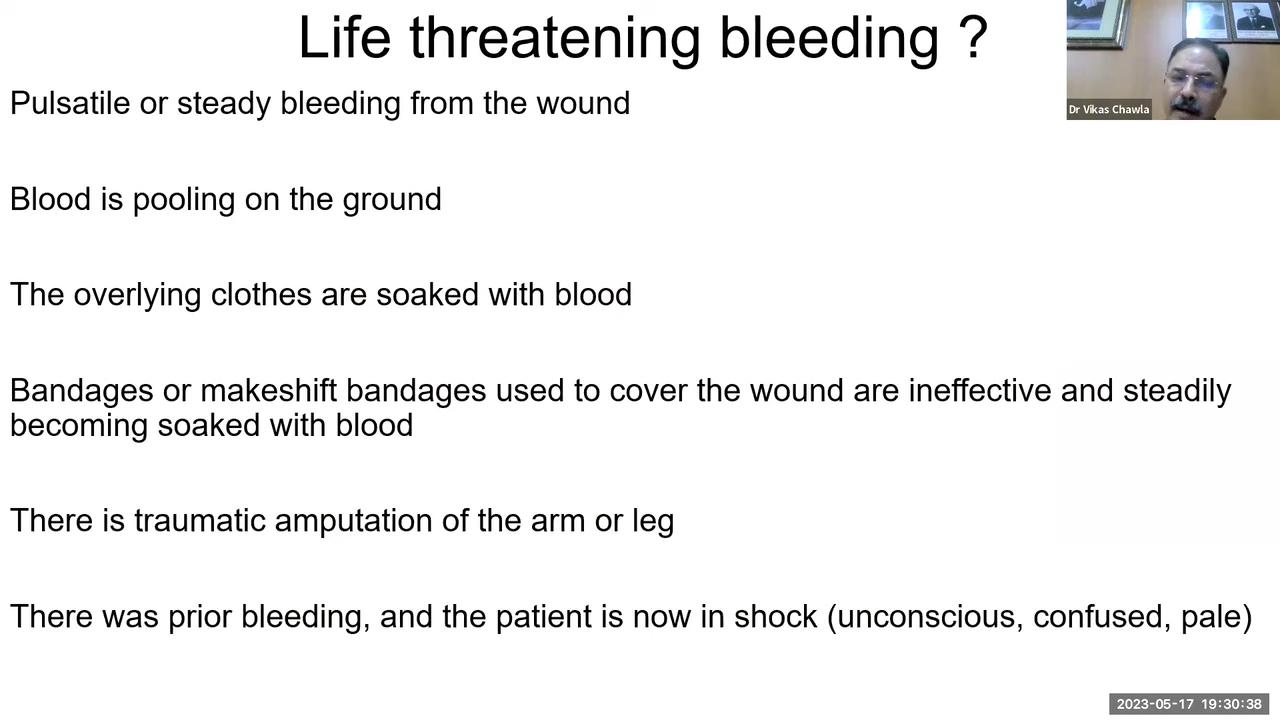 Life threatening bleeding ?
Dr Vikas Chawla
Pulsatile or steady bleeding from the wound
Blood is pooling on the ground
The overlying clothes are soaked with blood
Bandages or makeshift bandages used to cover the wound are ineffective and steadily
becoming soaked with blood
There is traumatic amputation of the arm or leg
There was prior bleeding, and the patient is now in shock (unconscious, confused, pale)
2023-05-17 19:30:38